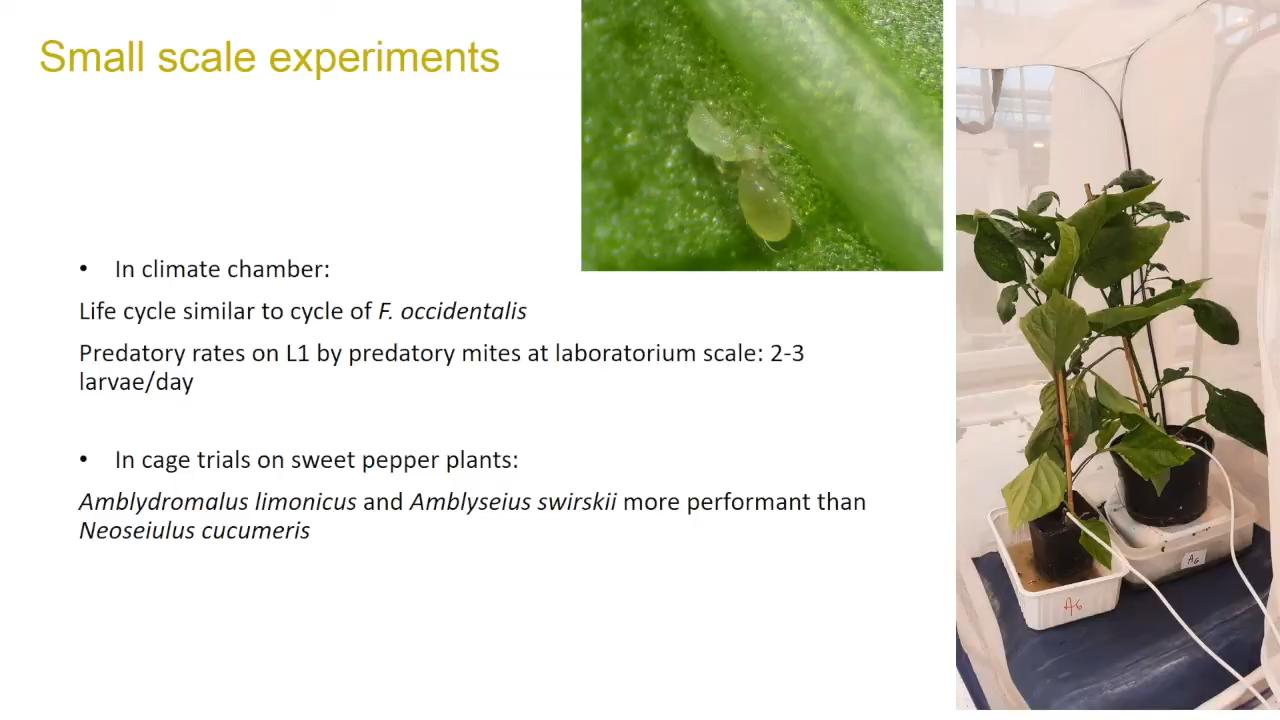 Small scale experiments
• In climate chamber:
Life cycle similar to cycle of F. occidentalis
Predatory rates on L1 by predatory mites at laboratorium scale: 2-3
larvae/day
• In cage trials on sweet pepper plants:
Amblydromalus limonicus and Amblyseius swirskii more performant than
Neoseiulus cucumeris
A6
A6